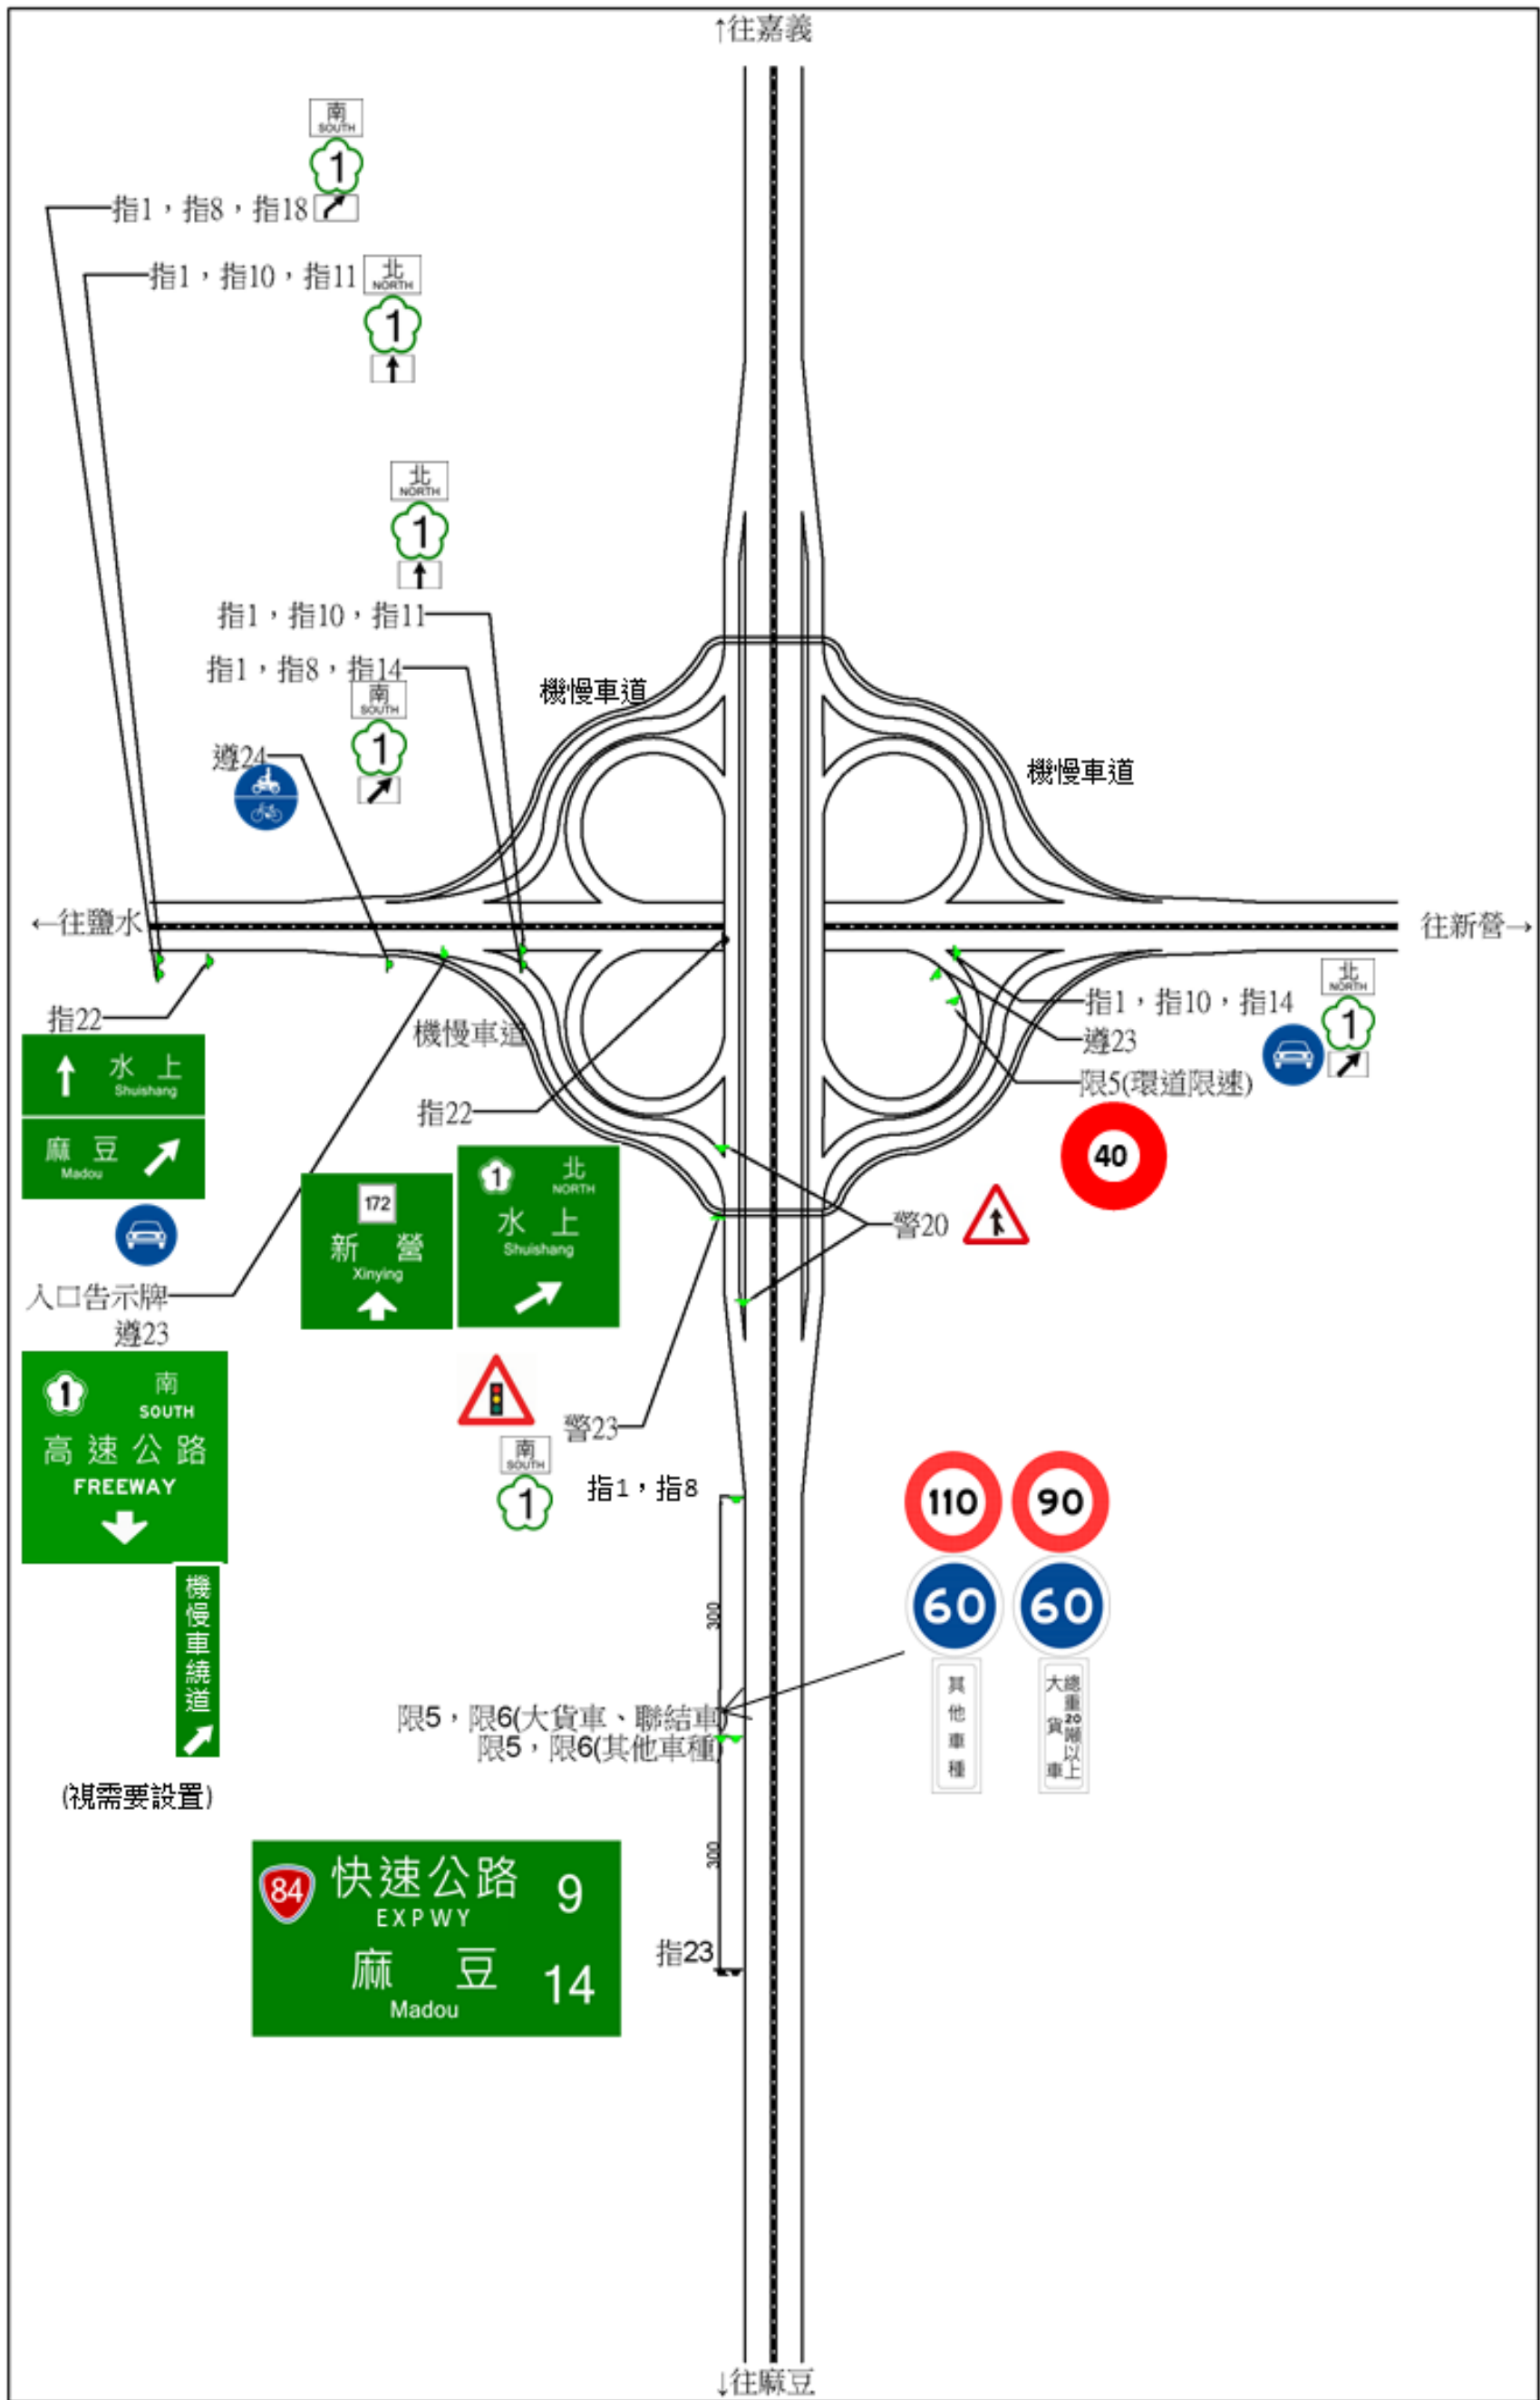 ↑往嘉義
南
SOUTH
1
指1，指8，指18
指1，指10，指11
北
NORTH
1
北
NORTH
1
指1，指10，指11
指1，指8，指14
南
SOUTH
1
遵24
機慢車道
機慢車道
←往鹽水
往新營→
指22
水上
Shuishang
麻豆
Madou
機慢車道
指22
指1，指10，指14
北
NORTH
1
遵23
限5(環道限速)
40
入口告示牌
遵23
172
新營
Xinying
1
北
NORTH
水上
Shuishang
警20
1
南
SOUTH
高速公路
FREEWAY
機慢車繞道
(視需要設置)
警23
南
SOUTH
1
指1，指8
300
110
90
60
60
其他車種
總重20噸以上
大貨車
限5，限6(大貨車、聯結車)
限5，限6(其他車種)
300
84
快速公路
9
EXPWY
麻豆
14
Madou
指23
↓往麻豆